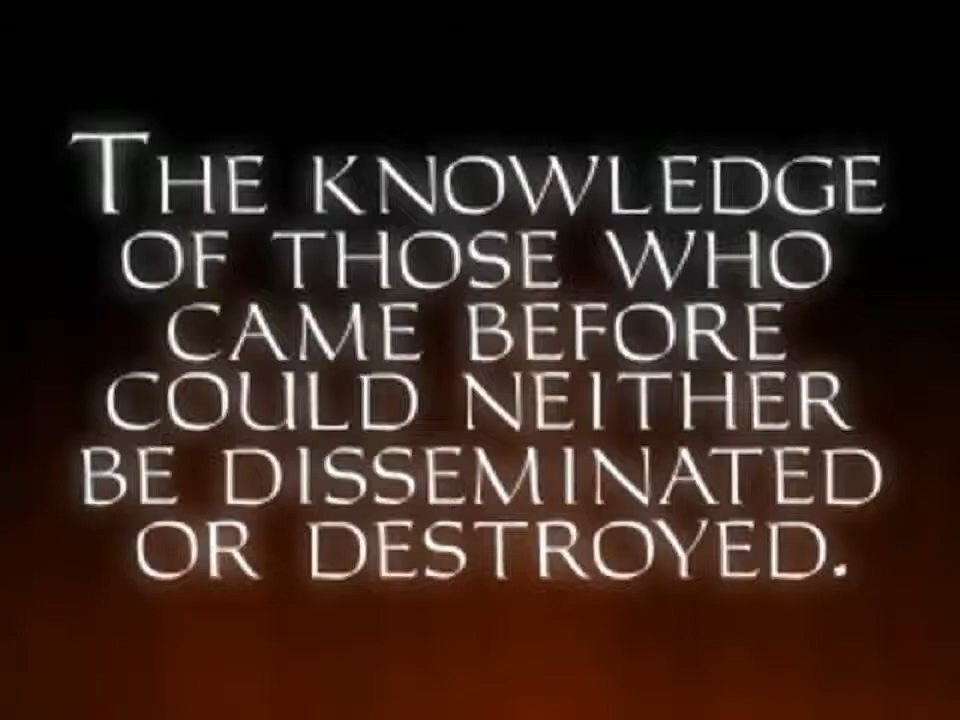 THE KNOWLEDGE
OF THOSE WHO
CAME BEFORE
COULD NEITHER
BE DISSEMINATED
OR DESTROYED.